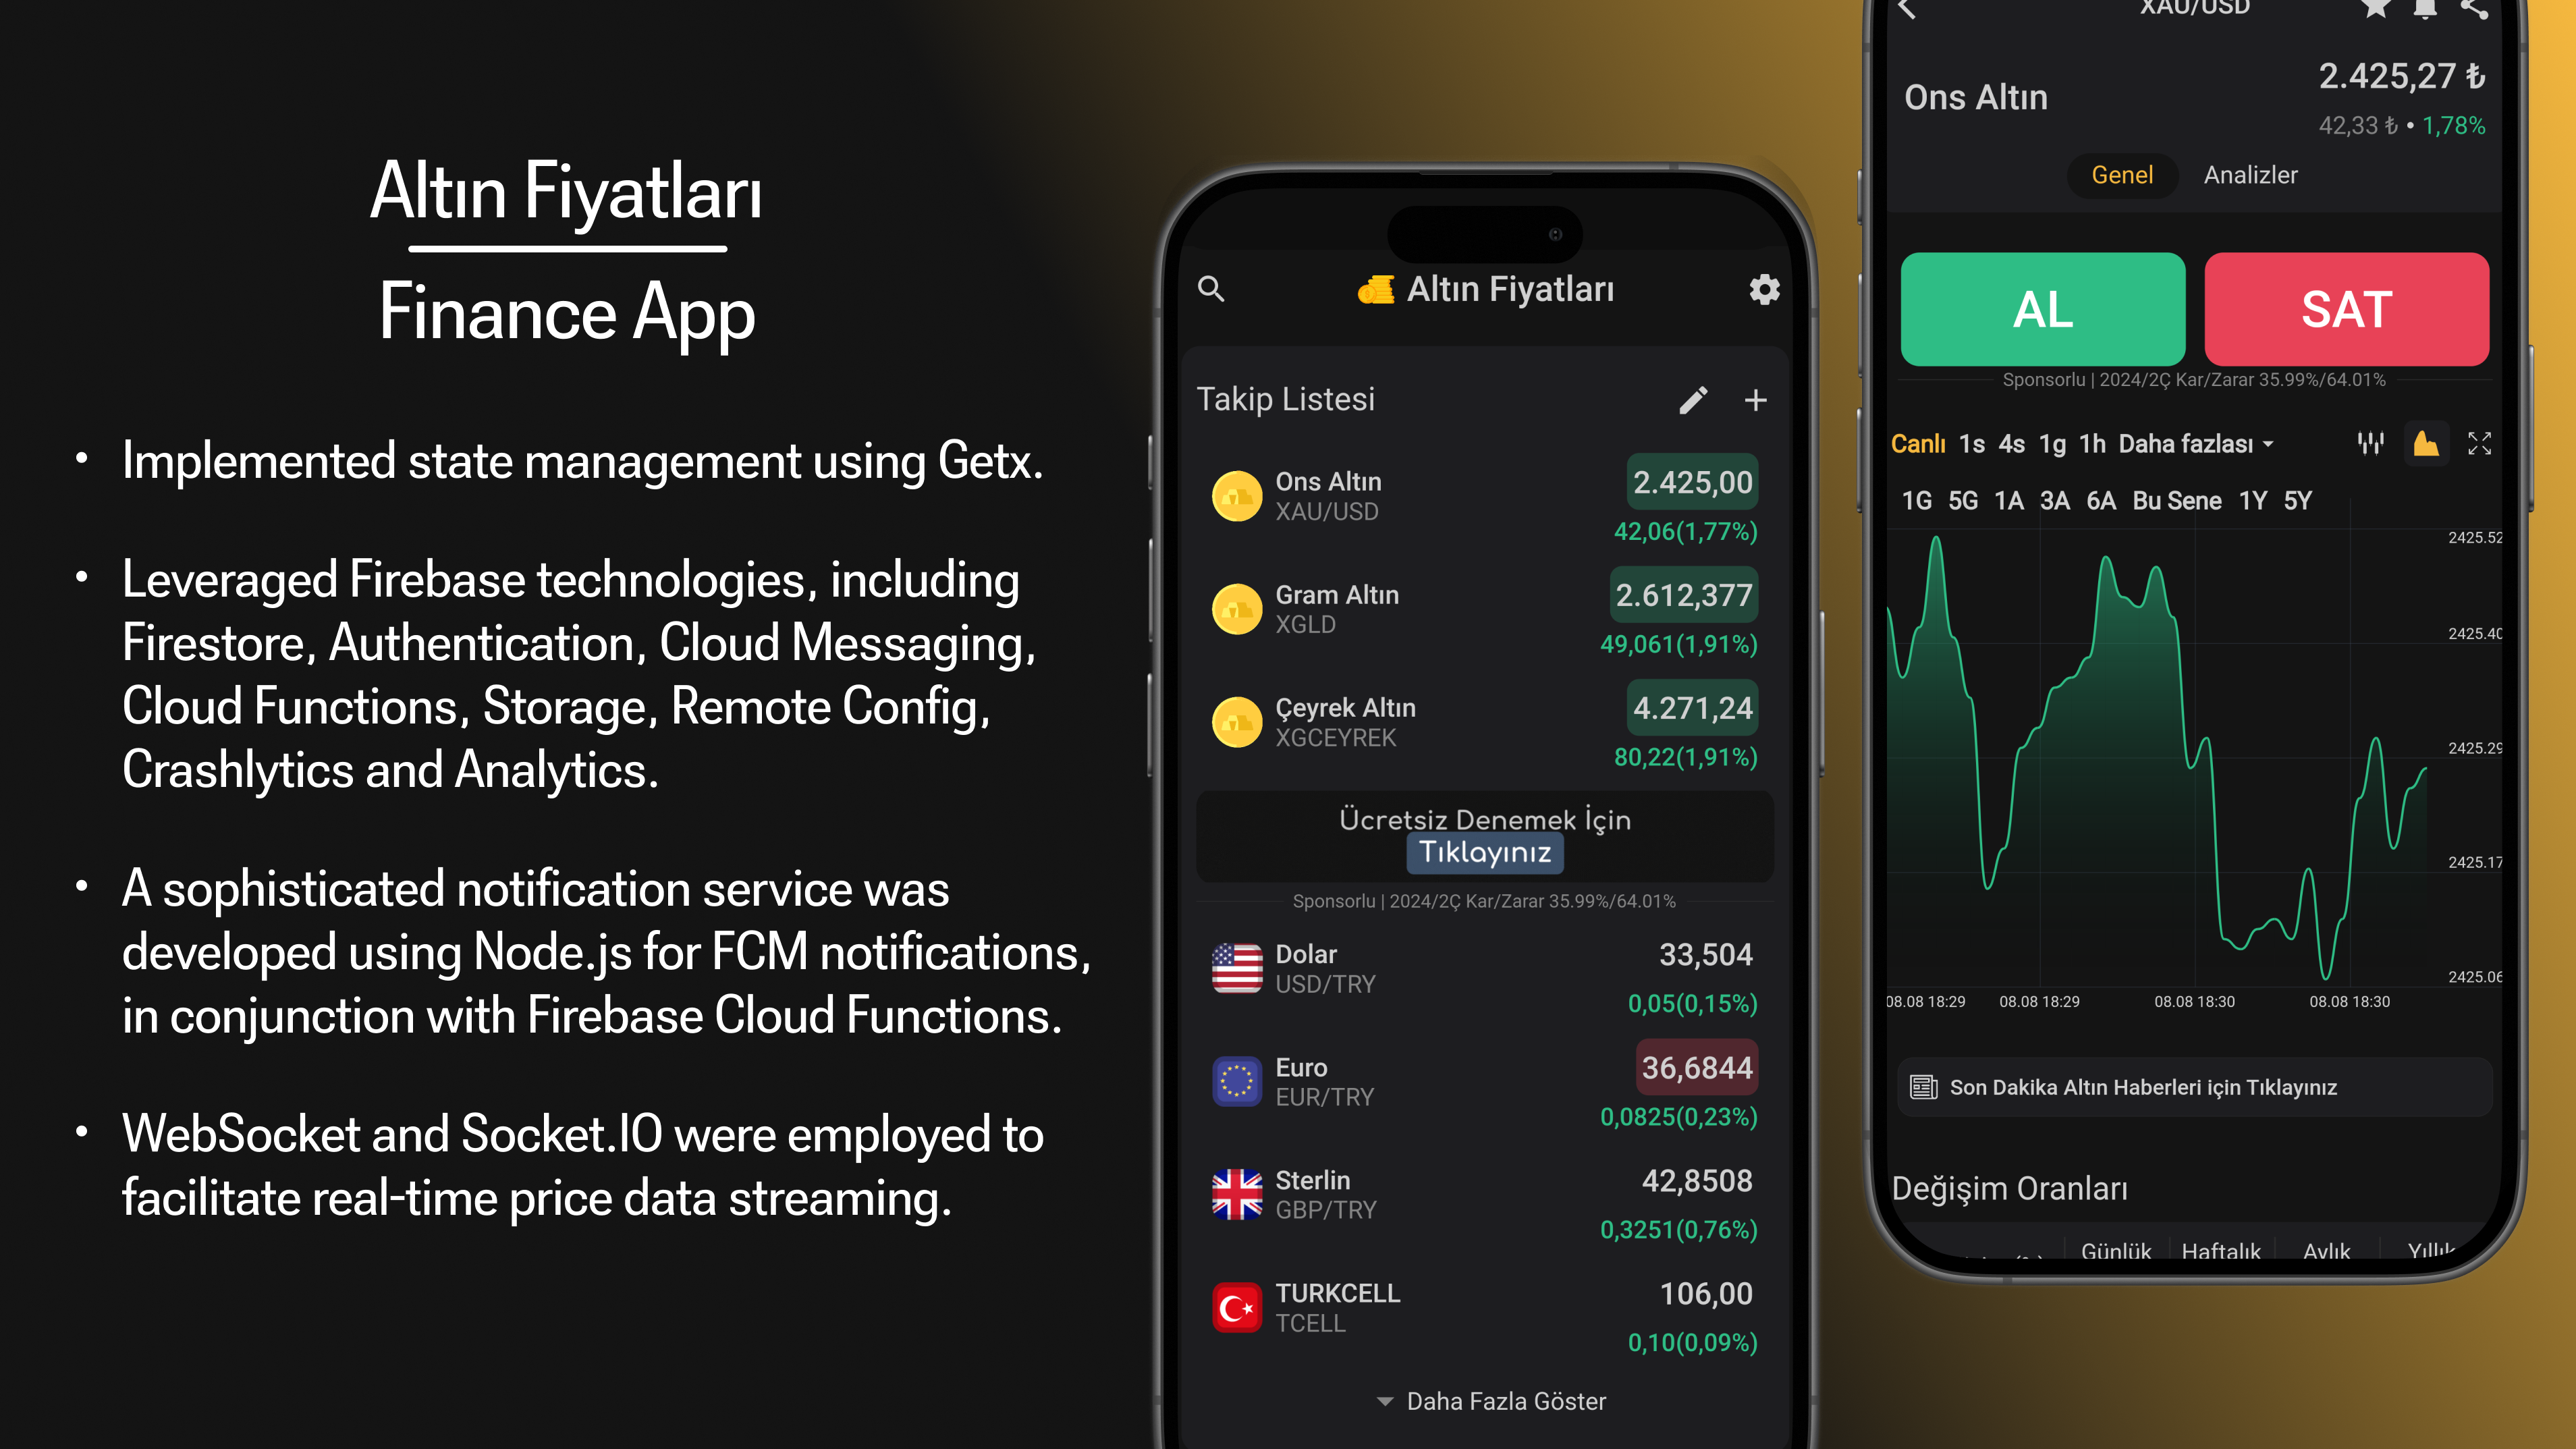 Altın Fiyatları
Finance App
• Implemented state management using Getx.
• Leveraged Firebase technologies, including
Firestore, Authentication, Cloud Messaging,
Cloud Functions, Storage, Remote Config,
Crashlytics and Analytics.
• A sophisticated notification service was
developed using Node.js for FCM notifications,
in conjunction with Firebase Cloud Functions.
• WebSocket and Socket.IO were employed to
facilitate real-time price data streaming.
Altın Fiyatları
Takip Listesi
Ons Altın 2.425,00
XAU/USD 42,06(1,77%)
Gram Altın 2.612,377
XGLD 49,061(1,91%)
Çeyrek Altın 4.271,24
XGCEYREK 80,22(1,91%)
Ücretsiz Denemek İçin
Tıklayınız
Sponsorlu | 2024/2Ç Kar/Zarar 35.99%/64.01%
Dolar 33,504
USD/TRY 0,05(0,15%)
Euro 36,6844
EUR/TRY 0,0825(0,23%)
Sterlin 42,8508
GBP/TRY 0,3251(0,76%)
TURKCELL 106,00
TCELL 0,10(0,09%)
Daha Fazla Göster
XAU/USD
Ons Altın 2.425,27 ₺
42,33 ₺ • 1,78%
Genel Analizler
AL SAT
Sponsorlu | 2024/2Ç Kar/Zarar 35.99%/64.01%
Canlı 1s 4s 1g 1h Daha fazlası
1G 5G 1A 3A 6A Bu Sene 1Y 5Y
2425.52
2425.40
2425.29
2425.17
2425.06
08.08 18:29 08.08 18:29 08.08 18:30 08.08 18:30
Son Dakika Altın Haberleri için Tıklayınız
Değişim Oranları
Günlük Haftalık Aylık Yıllık